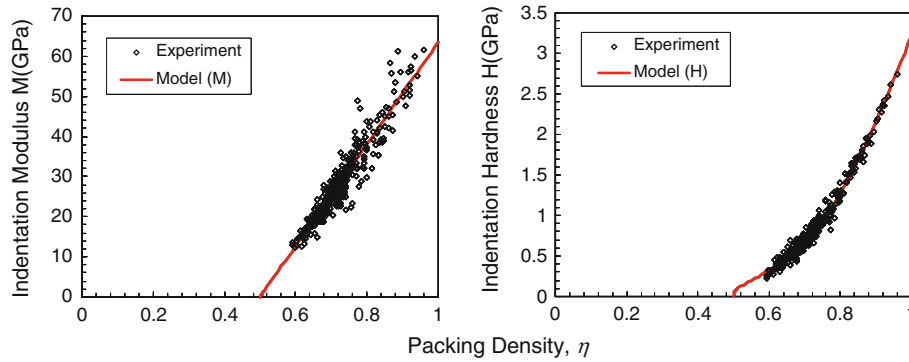 Indentation Modulus M(GPa)
70
60
50
40
30
20
10
0
0 0.2 0.4 0.6 0.8 1
Experiment
Model (M)
Indentation Hardness H(GPa)
3.5
3
2.5
2
1.5
1
0.5
0
0 0.2 0.4 0.6 0.8 1
Experiment
Model (H)
Packing Density, η